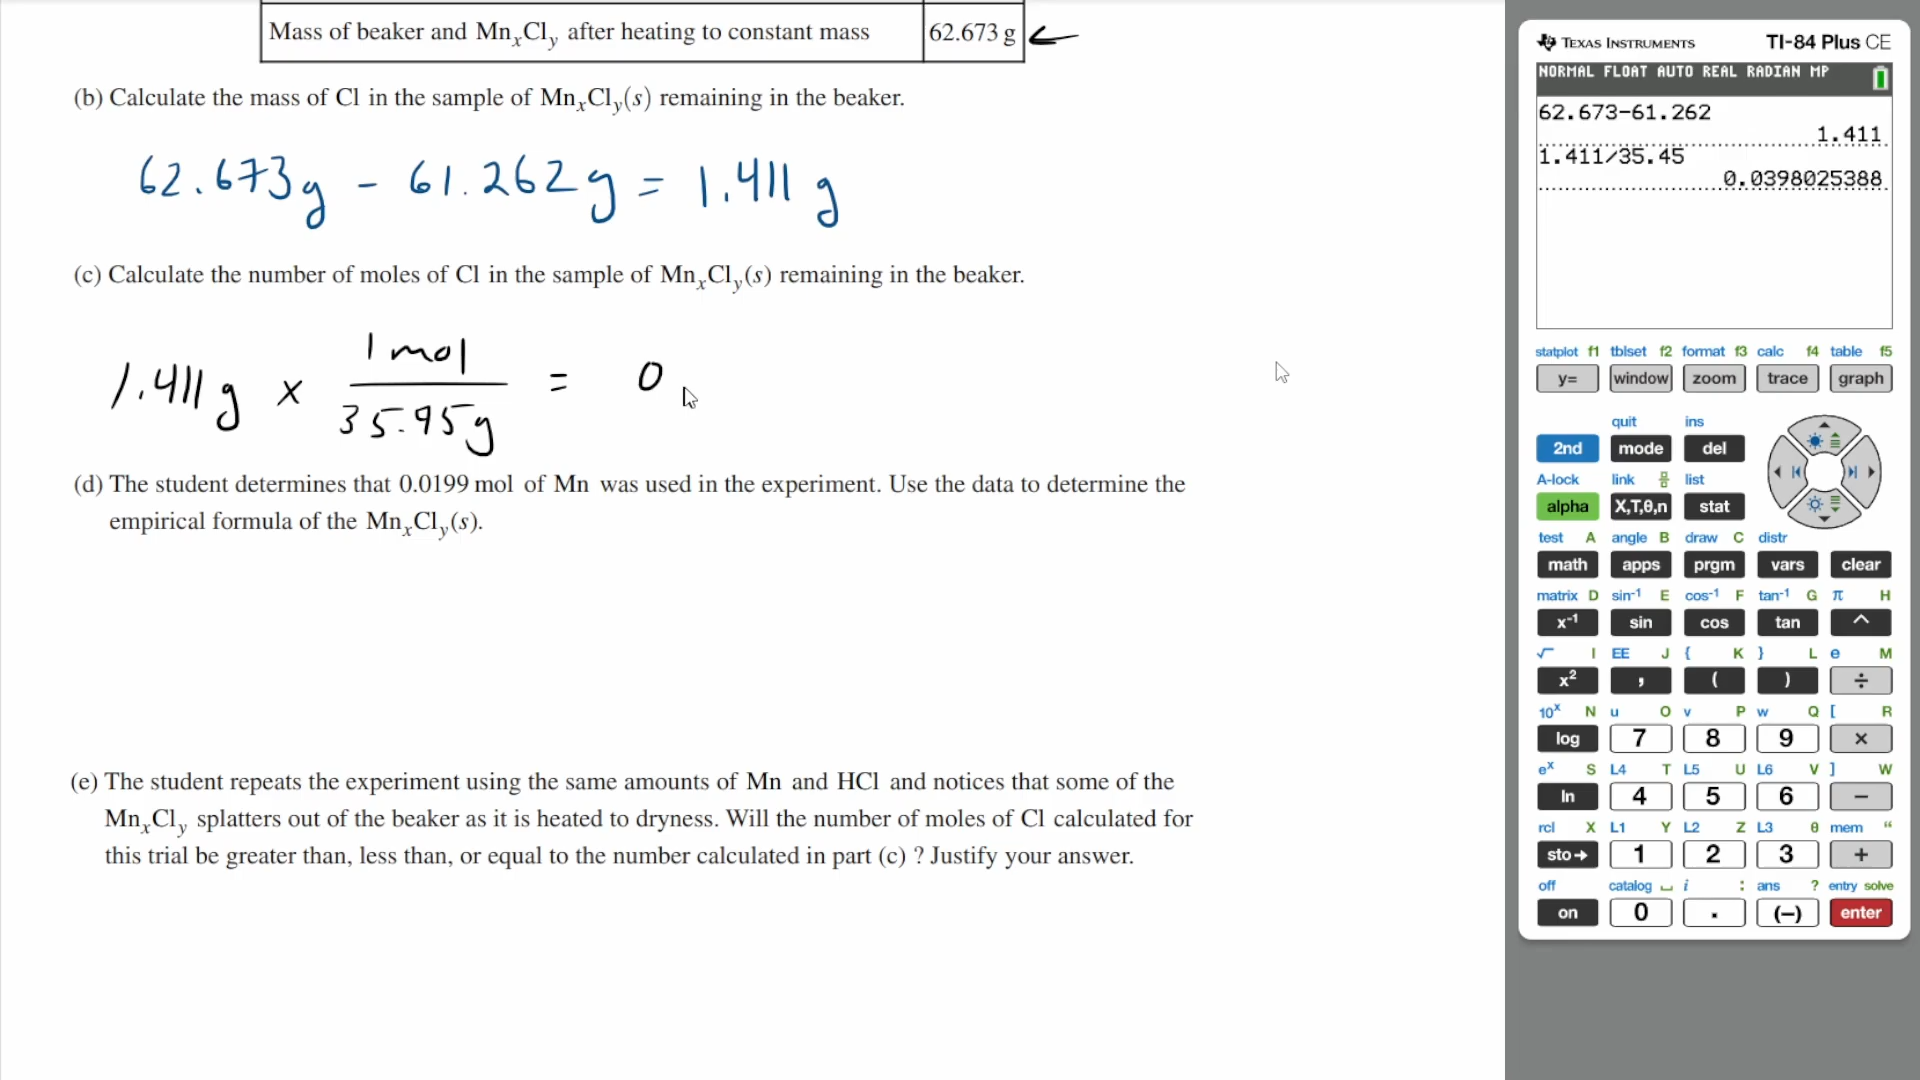 Mass of beaker and MnxCly after heating to constant mass 62.673 g
(b) Calculate the mass of Cl in the sample of MnxCly(s) remaining in the beaker.
62.673g - 61.262g = 1.411 g
(c) Calculate the number of moles of Cl in the sample of MnxCly(s) remaining in the beaker.
1 mol
1.411 g x = 0
35.45g
(d) The student determines that 0.0199 mol of Mn was used in the experiment. Use the data to determine the
empirical formula of the MnxCly(s).
(e) The student repeats the experiment using the same amounts of Mn and HCl and notices that some of the
MnxCly splatters out of the beaker as it is heated to dryness. Will the number of moles of Cl calculated for
this trial be greater than, less than, or equal to the number calculated in part (c) ? Justify your answer.
TEXAS INSTRUMENTS TI-84 Plus CE
NORMAL FLOAT AUTO REAL RADIAN MP
62.673-61.262
1.411
1.411/35.45
0.0398025388
statplot f1 tblset f2 format f3 calc f4 table f5
y= window zoom trace graph
quit ins
2nd mode del
A-lock link list
alpha X,T,θ,n stat
test A angle B draw C distr
math apps prgm vars clear
matrix D sin-1 E cos-1 F tan-1 G π H
x-1 sin cos tan ^
√ I EE J { K } L e M
x2 , ( ) ÷
10x N u O v P w Q [ R
log 7 8 9 ×
ex S L4 T L5 U L6 V ] W
ln 4 5 6 −
rcl X L1 Y L2 Z L3 θ mem “
sto→ 1 2 3 +
off catalog ⎵ i : ans ? entry solve
on 0 . (−) enter